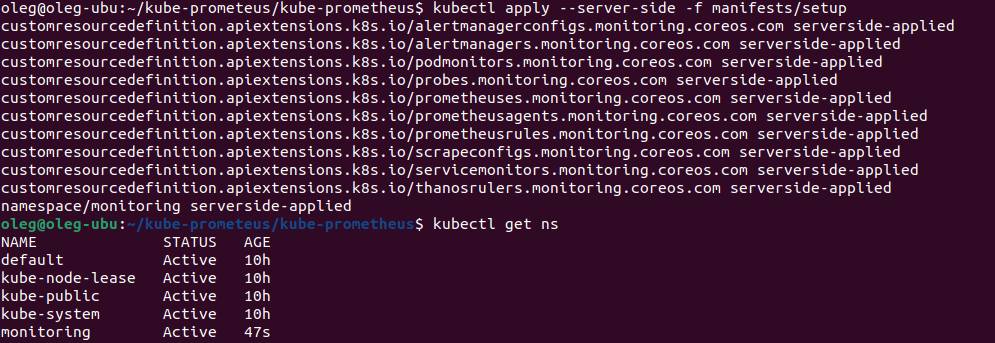 oleg@oleg-ubu:~/kube-prometeus/kube-prometheus$ kubectl apply --server-side -f manifests/setup
customresourcedefinition.apiextensions.k8s.io/alertmanagerconfigs.monitoring.coreos.com serverside-applied
customresourcedefinition.apiextensions.k8s.io/alertmanagers.monitoring.coreos.com serverside-applied
customresourcedefinition.apiextensions.k8s.io/podmonitors.monitoring.coreos.com serverside-applied
customresourcedefinition.apiextensions.k8s.io/probes.monitoring.coreos.com serverside-applied
customresourcedefinition.apiextensions.k8s.io/prometheuses.monitoring.coreos.com serverside-applied
customresourcedefinition.apiextensions.k8s.io/prometheusagents.monitoring.coreos.com serverside-applied
customresourcedefinition.apiextensions.k8s.io/prometheusrules.monitoring.coreos.com serverside-applied
customresourcedefinition.apiextensions.k8s.io/scrapeconfigs.monitoring.coreos.com serverside-applied
customresourcedefinition.apiextensions.k8s.io/servicemonitors.monitoring.coreos.com serverside-applied
customresourcedefinition.apiextensions.k8s.io/thanosrulers.monitoring.coreos.com serverside-applied
namespace/monitoring serverside-applied
oleg@oleg-ubu:~/kube-prometeus/kube-prometheus$ kubectl get ns
NAME STATUS AGE
default Active 10h
kube-node-lease Active 10h
kube-public Active 10h
kube-system Active 10h
monitoring Active 47s